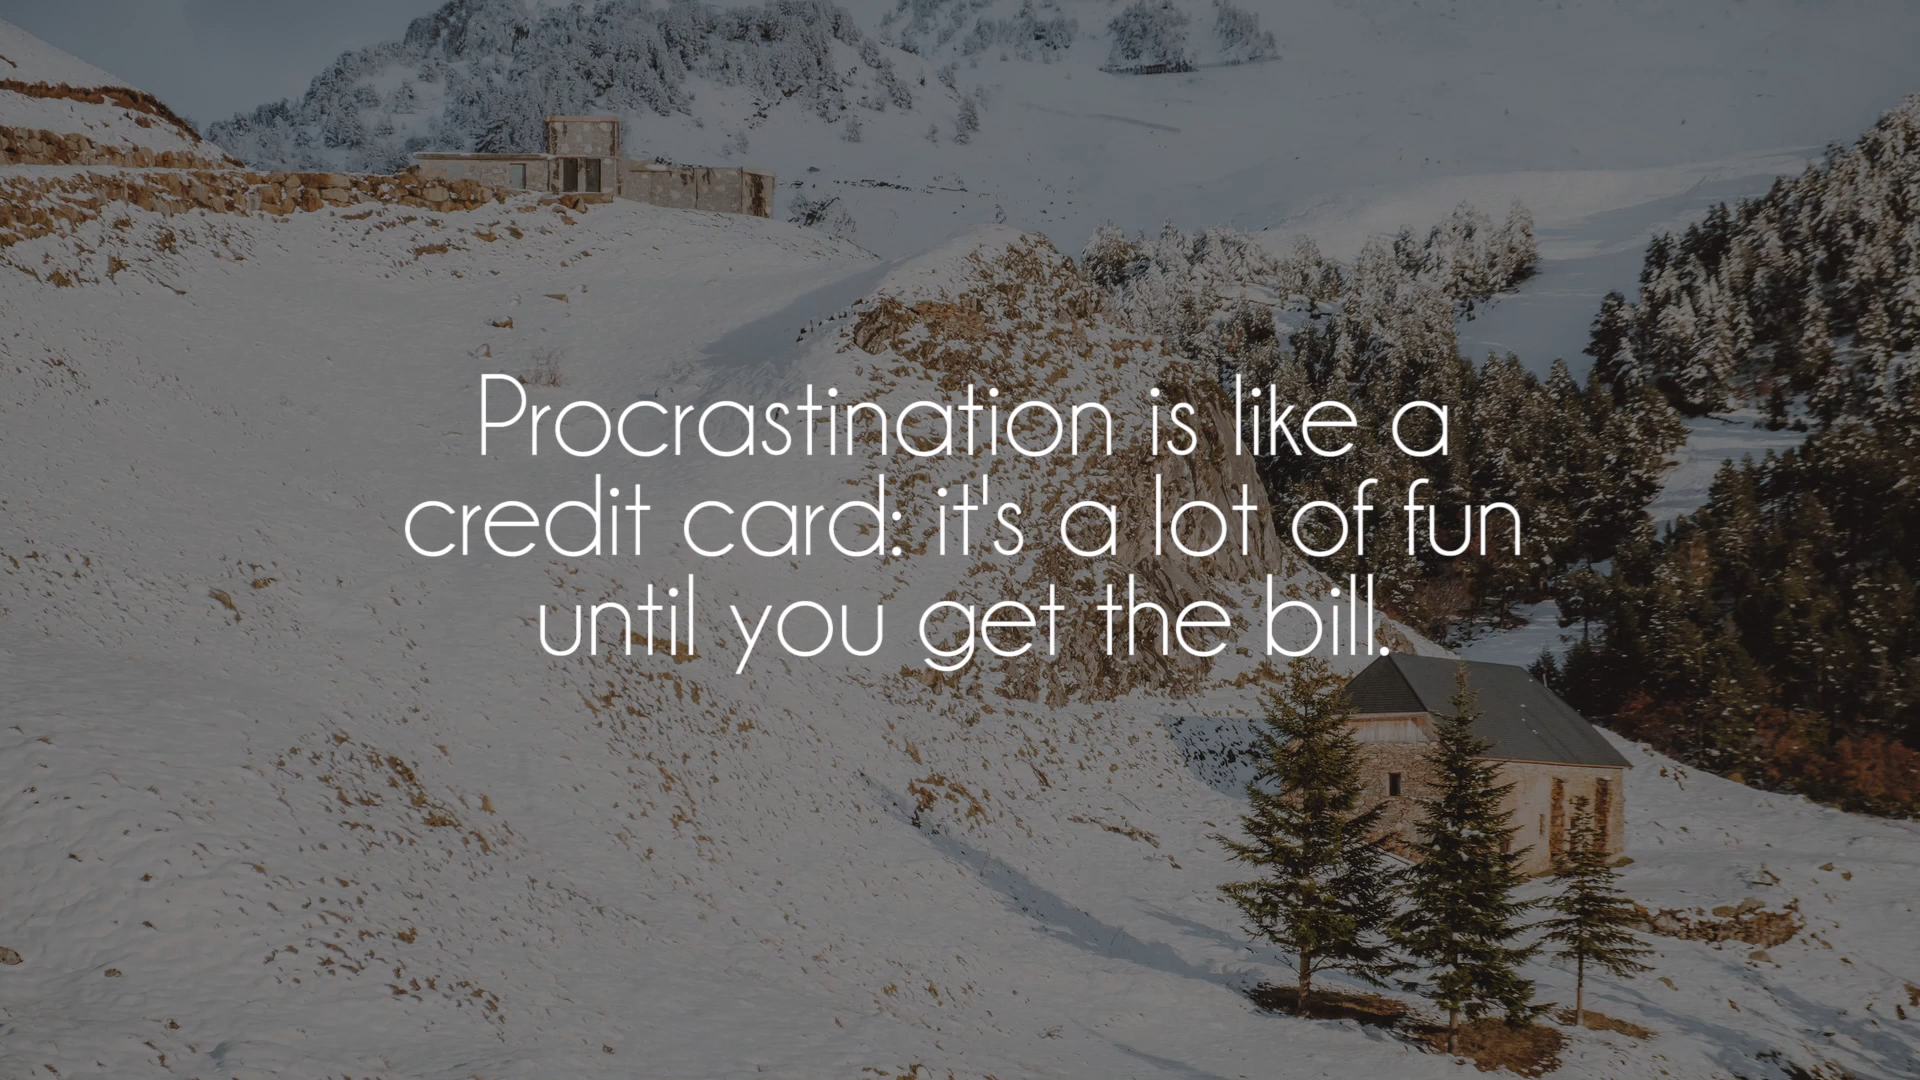 Procrastination is like a
credit card: it's a lot of fun
until you get the bill.